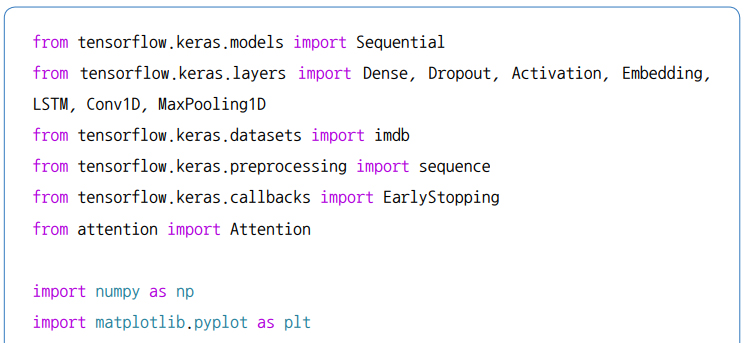 from tensorflow.keras.models import Sequential
from tensorflow.keras.layers import Dense, Dropout, Activation, Embedding,
LSTM, Conv1D, MaxPooling1D
from tensorflow.keras.datasets import imdb
from tensorflow.keras.preprocessing import sequence
from tensorflow.keras.callbacks import EarlyStopping
from attention import Attention
import numpy as np
import matplotlib.pyplot as plt